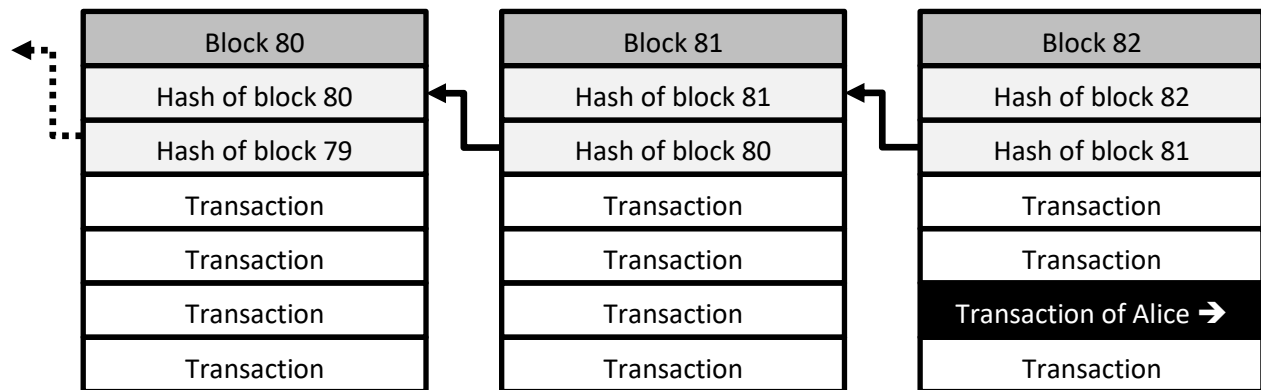 Block 80
Hash of block 80
Hash of block 79
Transaction
Transaction
Transaction
Transaction
Block 81
Hash of block 81
Hash of block 80
Transaction
Transaction
Transaction
Transaction
Block 82
Hash of block 82
Hash of block 81
Transaction
Transaction
Transaction of Alice ➔
Transaction